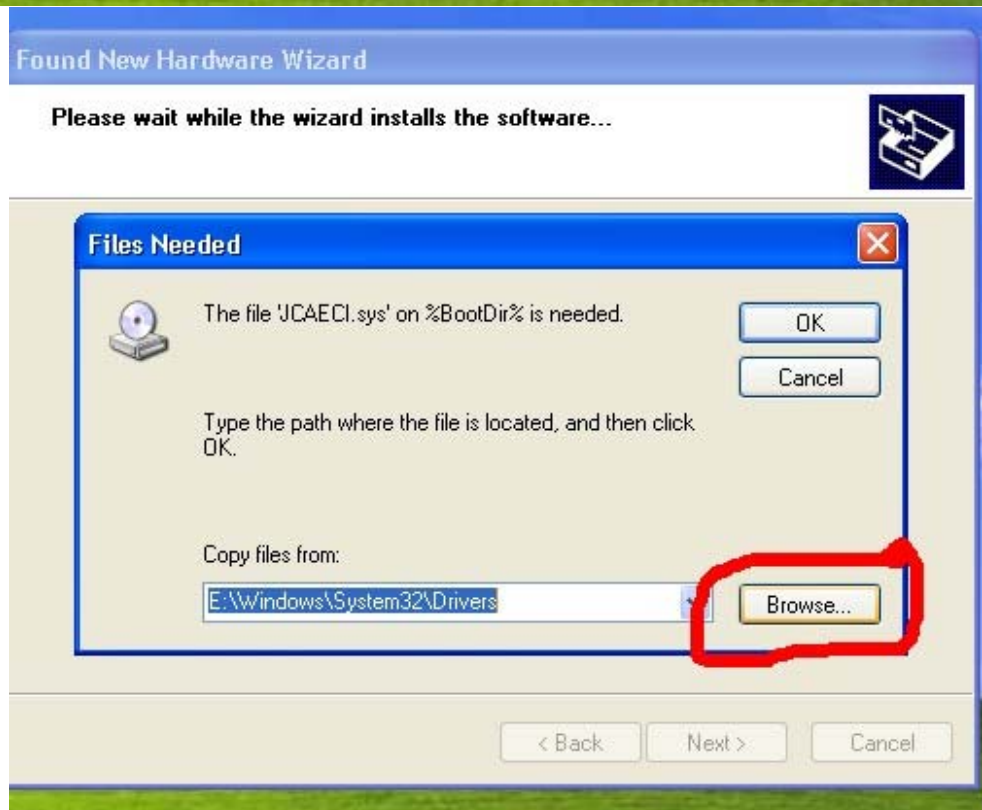 Found New Hardware Wizard
Please wait while the wizard installs the software...
Files Needed
The file 'JCAECI.sys' on %BootDir% is needed.
OK
Cancel
Type the path where the file is located, and then click
OK.
Copy files from:
E:\Windows\System32\Drivers
Browse...
< Back
Next >
Cancel